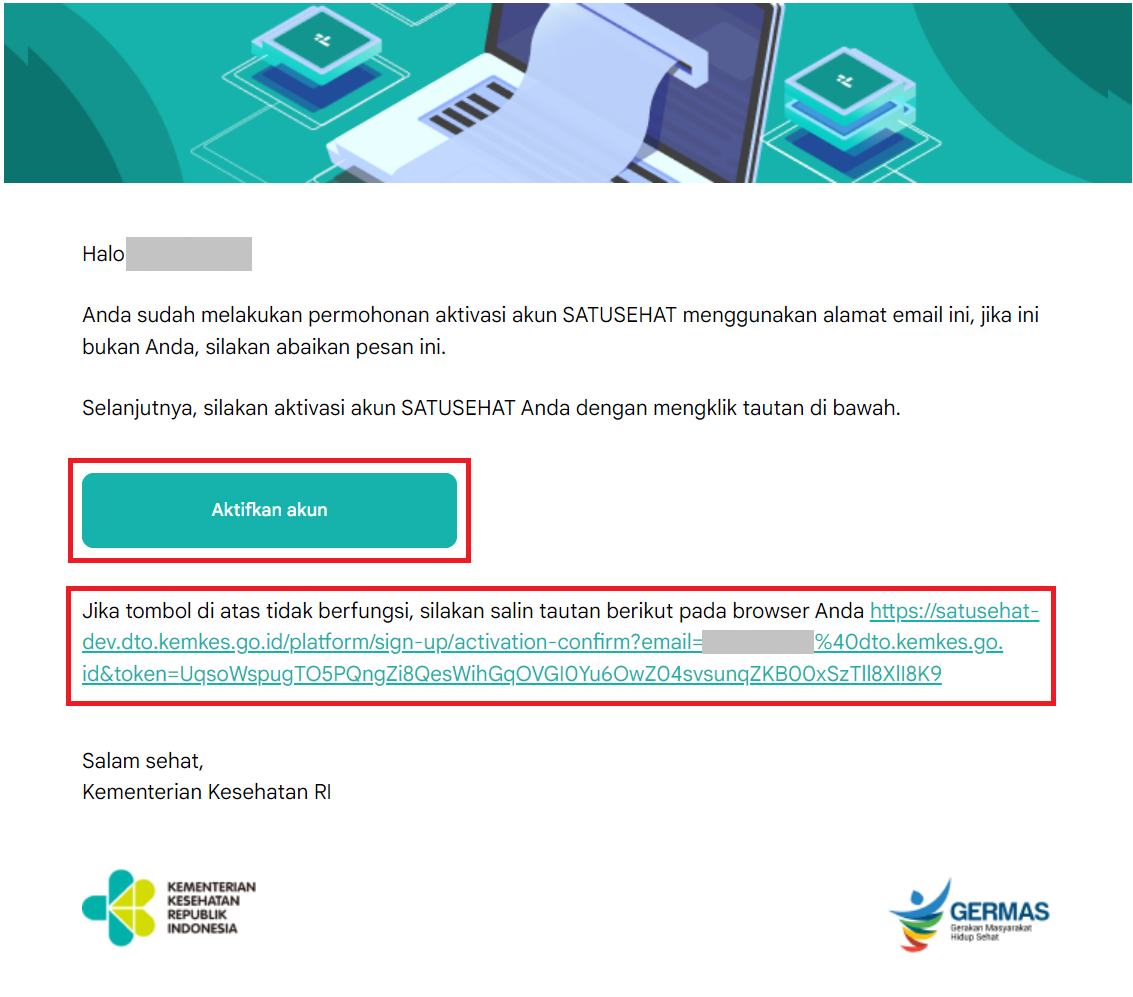 Halo
Anda sudah melakukan permohonan aktivasi akun SATUSEHAT menggunakan alamat email ini, jika ini
bukan Anda, silakan abaikan pesan ini.
Selanjutnya, silakan aktivasi akun SATUSEHAT Anda dengan mengklik tautan di bawah.
Aktifkan akun
Jika tombol di atas tidak berfungsi, silakan salin tautan berikut pada browser Anda https://satusehat-
dev.dto.kemkes.go.id/platform/sign-up/activation-confirm?email= %40dto.kemkes.go.
id&token=UqsoWspugTO5PQngZi8QesWihGqOVGI0Yu6OwZ04svsunqZKB00xSzTll8XlI8K9
Salam sehat,
Kementerian Kesehatan RI
KEMENTERIAN
KESEHATAN
REPUBLIK
INDONESIA
GERMAS
Gerakan Masyarakat
Hidup Sehat